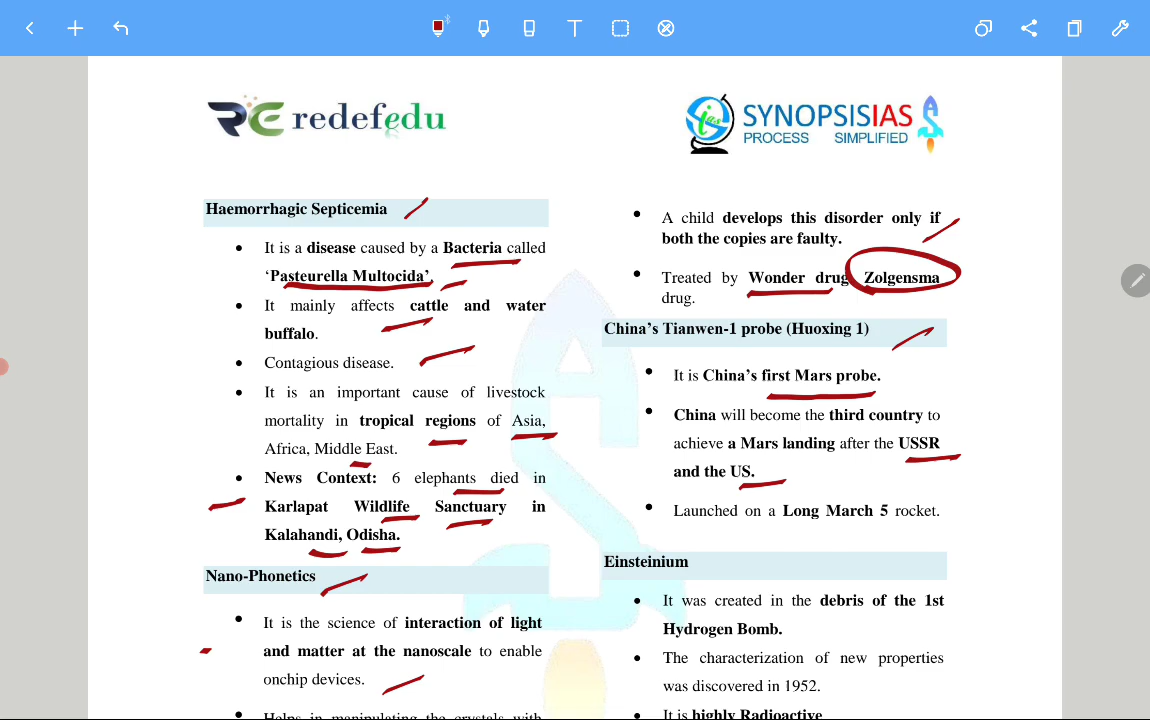 redefedu
SYNOPSISIAS
PROCESS SIMPLIFIED
Haemorrhagic Septicemia
• It is a disease caused by a Bacteria called
‘Pasteurella Multocida’.
• It mainly affects cattle and water
buffalo.
• Contagious disease.
• It is an important cause of livestock
mortality in tropical regions of Asia,
Africa, Middle East.
• News Context: 6 elephants died in
Karlapat Wildlife Sanctuary in
Kalahandi, Odisha.
Nano-Phonetics
• It is the science of interaction of light
and matter at the nanoscale to enable
onchip devices.
• Helps in manipulating the crystals with
• A child develops this disorder only if
both the copies are faulty.
• Treated by Wonder drug Zolgensma
drug.
China’s Tianwen-1 probe (Huoxing 1)
• It is China’s first Mars probe.
• China will become the third country to
achieve a Mars landing after the USSR
and the US.
• Launched on a Long March 5 rocket.
Einsteinium
• It was created in the debris of the 1st
Hydrogen Bomb.
• The characterization of new properties
was discovered in 1952.
• It is highly Radioactive